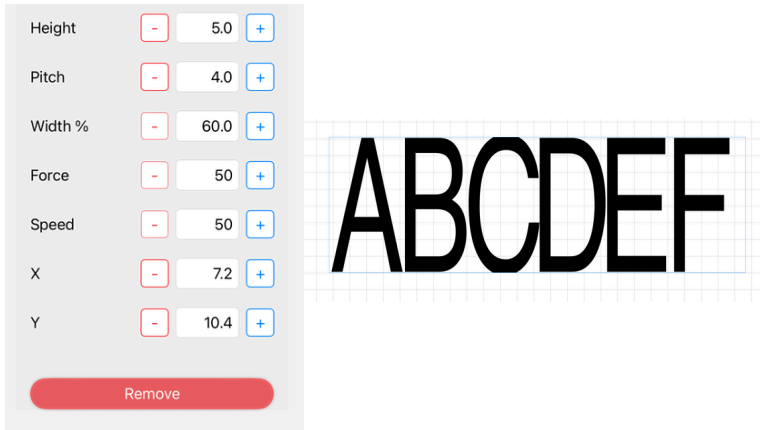 Height - 5.0 +
Pitch - 4.0 +
Width % - 60.0 +
Force - 50 +
Speed - 50 +
X - 7.2 +
Y - 10.4 +
Remove
ABCDEF